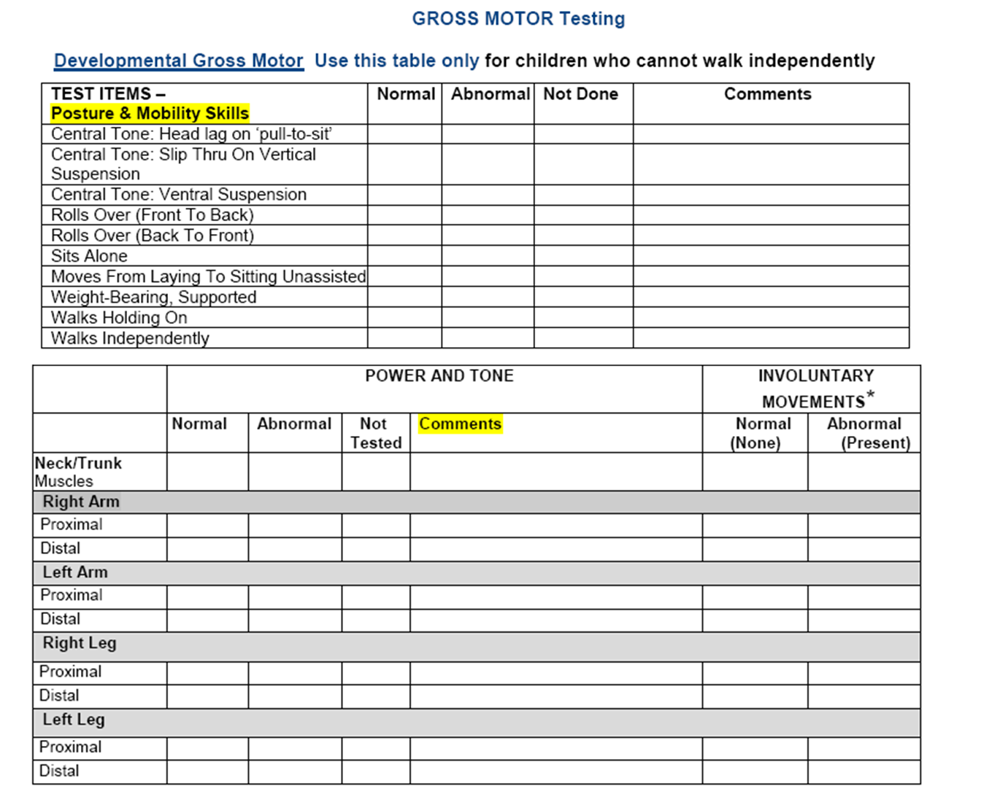 GROSS MOTOR Testing
Developmental Gross Motor  Use this table only for children who cannot walk independently
TEST ITEMS – Normal Abnormal Not Done Comments
Posture & Mobility Skills
Central Tone: Head lag on ‘pull-to-sit’
Central Tone: Slip Thru On Vertical
Suspension
Central Tone: Ventral Suspension
Rolls Over (Front To Back)
Rolls Over (Back To Front)
Sits Alone
Moves From Laying To Sitting Unassisted
Weight-Bearing, Supported
Walks Holding On
Walks Independently
POWER AND TONE INVOLUNTARY
MOVEMENTS*
Normal Abnormal Not Comments Normal Abnormal
Tested (None) (Present)
Neck/Trunk
Muscles
Right Arm
Proximal
Distal
Left Arm
Proximal
Distal
Right Leg
Proximal
Distal
Left Leg
Proximal
Distal